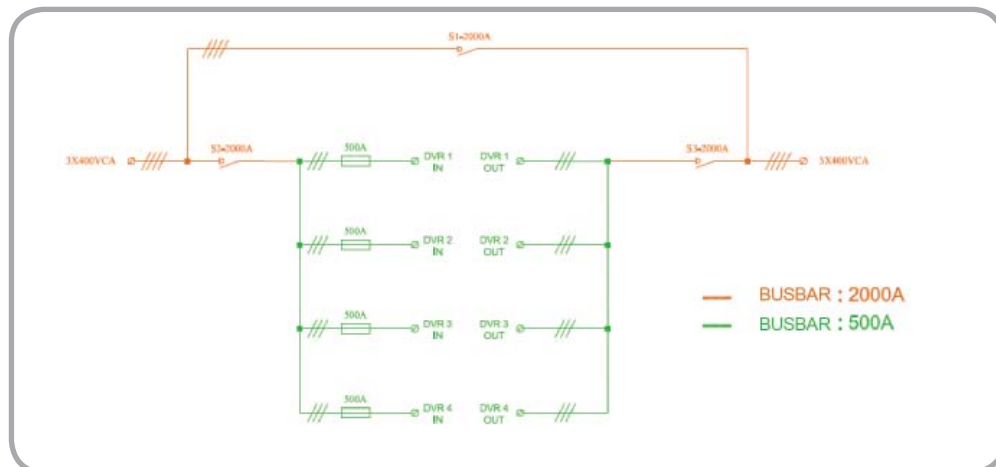 S1-2000A
3X400VCA
S2-2000A
500A
DVR 1
IN
DVR 1
OUT
S3-2000A
3X400VCA
500A
DVR 2
IN
DVR 2
OUT
500A
DVR 3
IN
DVR 3
OUT
500A
DVR 4
IN
DVR 4
OUT
BUSBAR : 2000A
BUSBAR : 500A